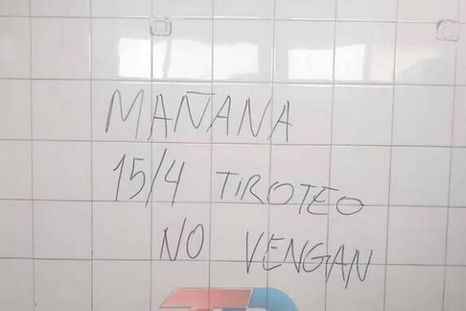 MAÑANA
15/4 TIROTEO
NO VENGAN